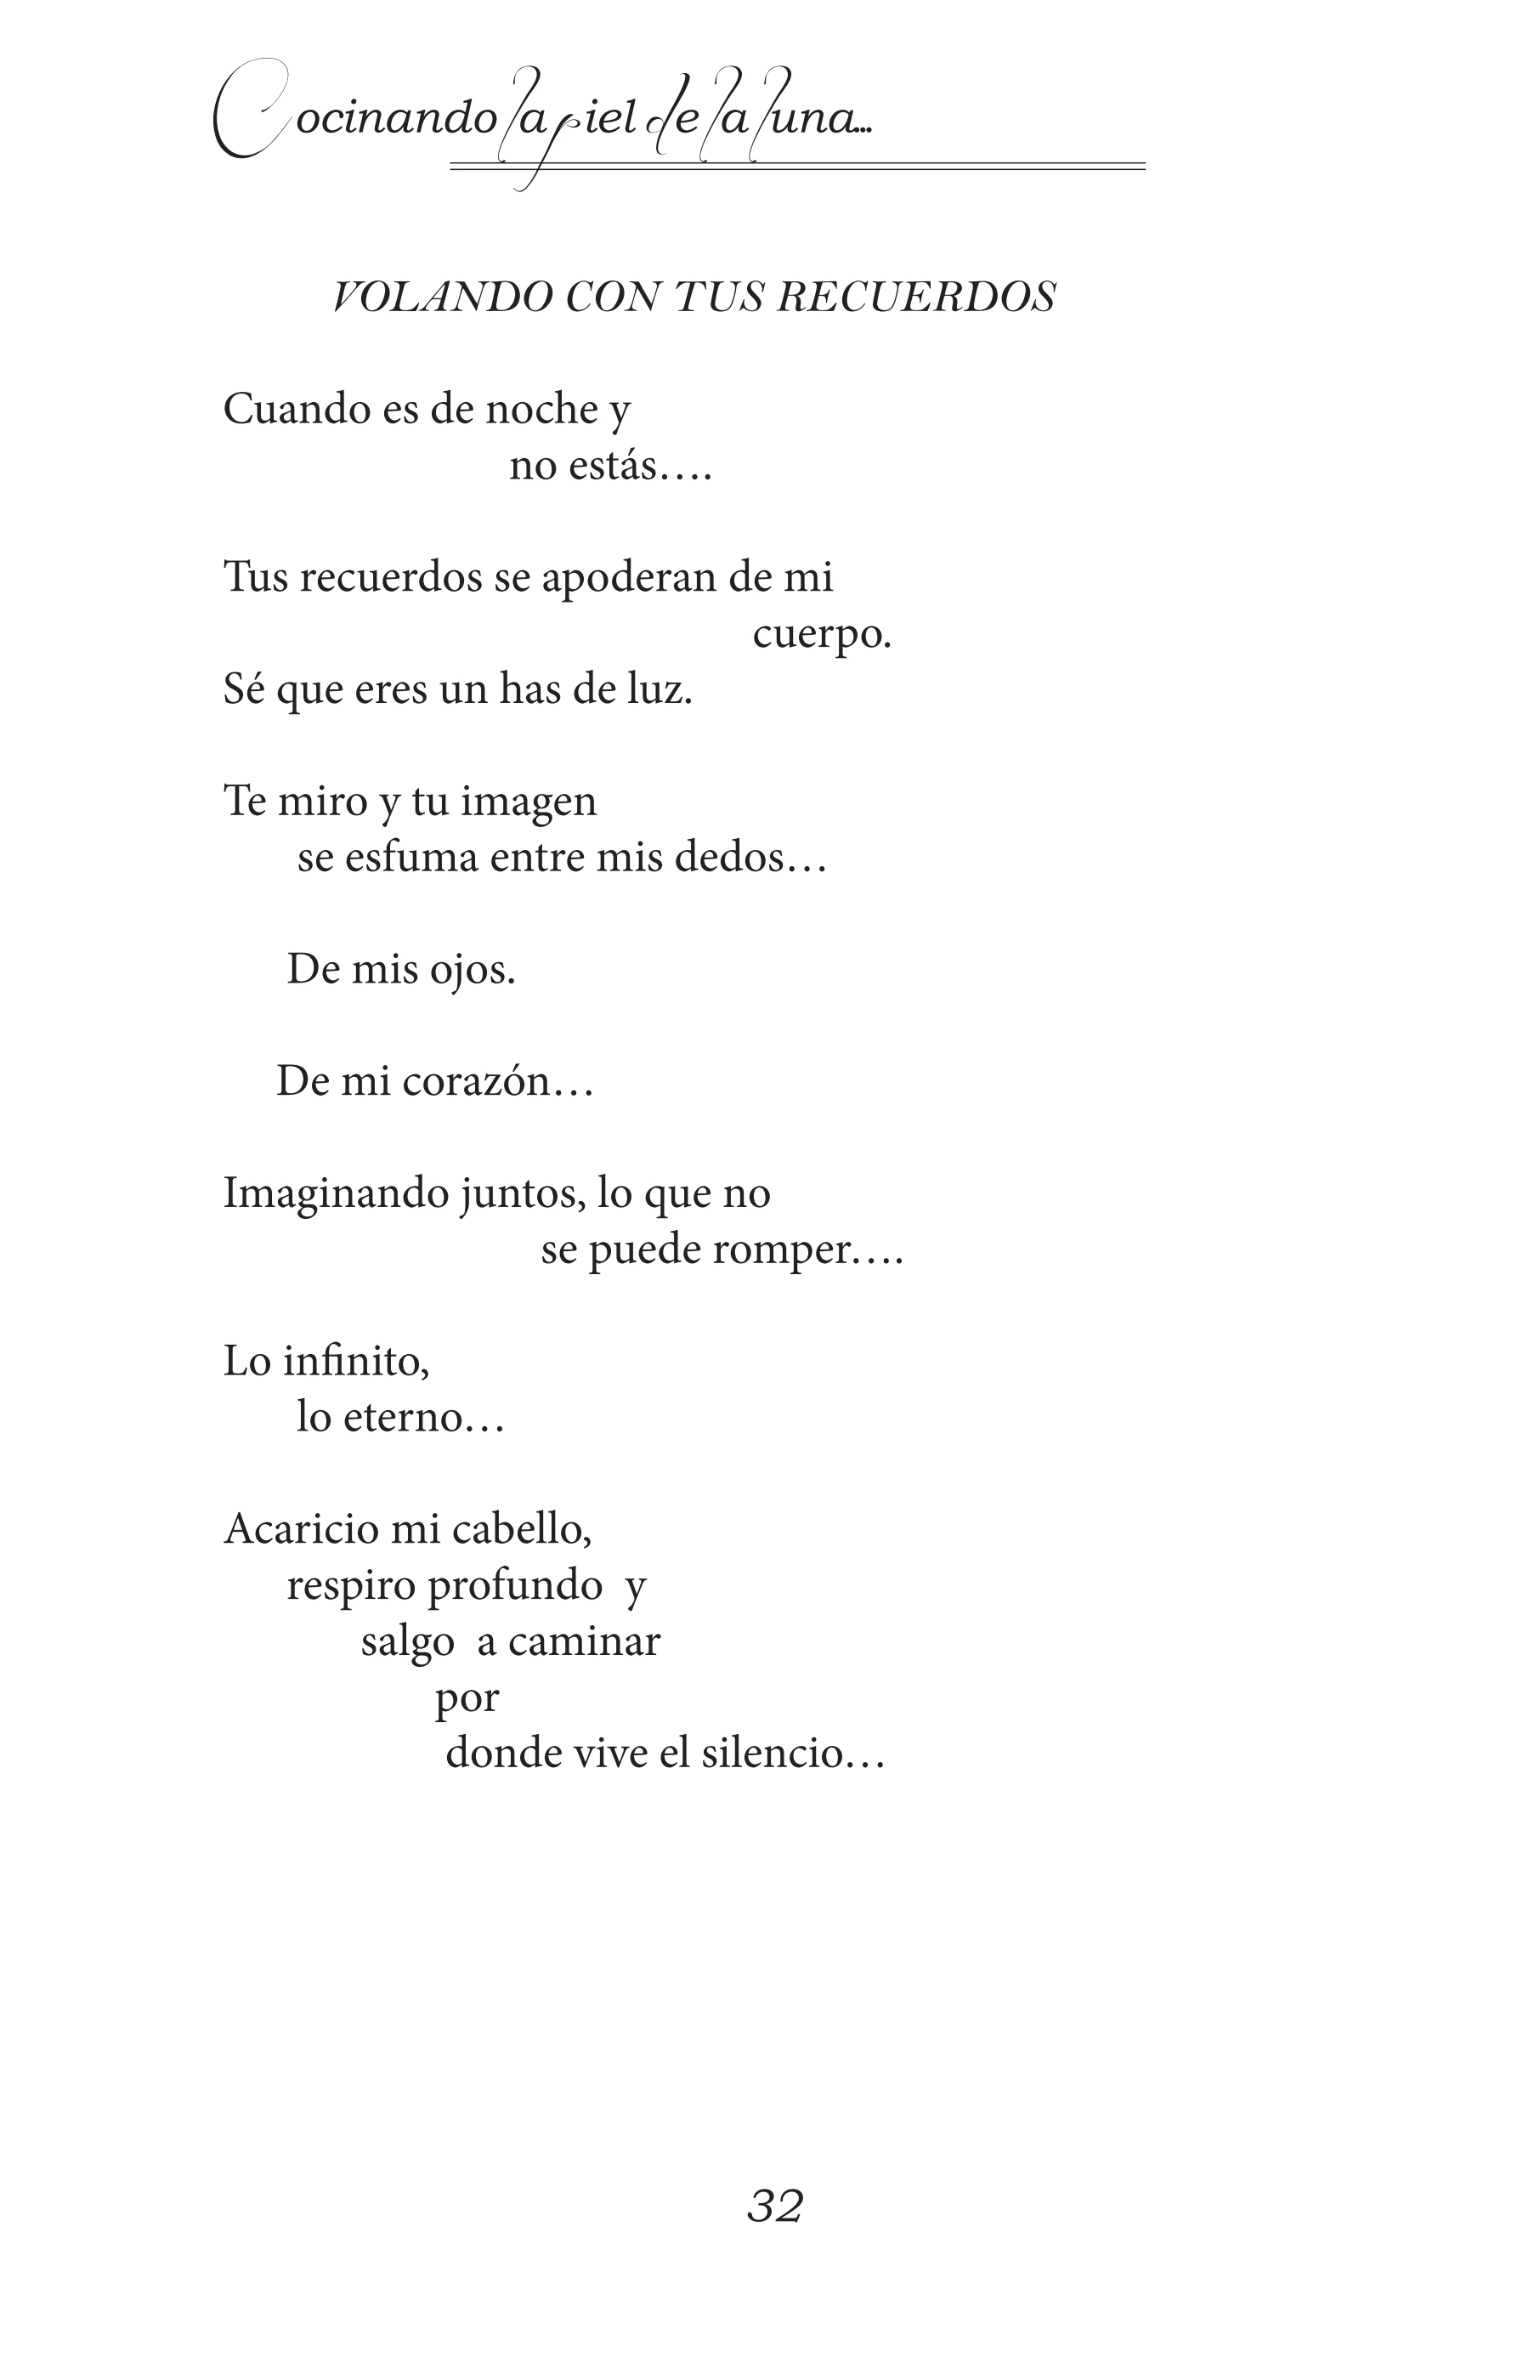 Cocinando la piel de la luna...
VOLANDO CON TUS RECUERDOS
Cuando es de noche y
no estás….
Tus recuerdos se apoderan de mi
cuerpo.
Sé que eres un has de luz.
Te miro y tu imagen
se esfuma entre mis dedos…
De mis ojos.
De mi corazón…
Imaginando juntos, lo que no
se puede romper….
Lo infinito,
lo eterno…
Acaricio mi cabello,
respiro profundo  y
salgo  a caminar
por
donde vive el silencio…
32